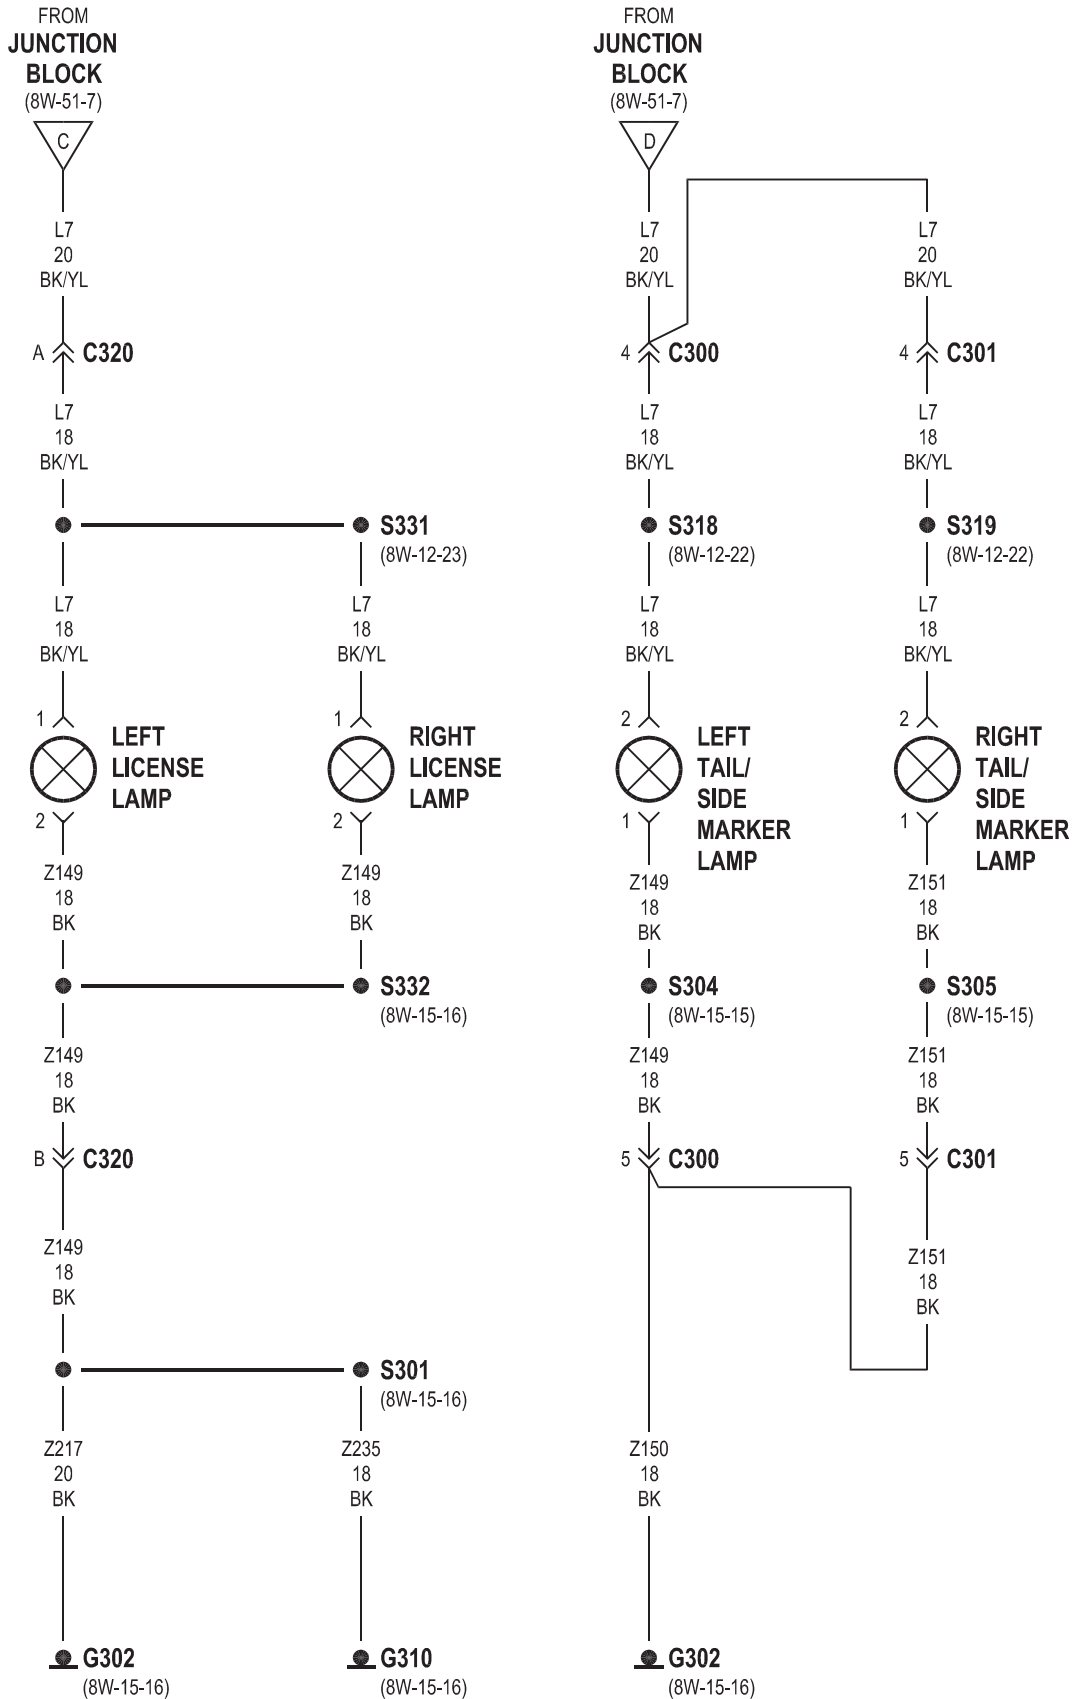 FROM
JUNCTION
BLOCK
(8W-51-7)
C
L7
20
BK/YL
A
C320
L7
18
BK/YL
S331
(8W-12-23)
L7
18
BK/YL
L7
18
BK/YL
1
LEFT
LICENSE
LAMP
2
1
RIGHT
LICENSE
LAMP
2
Z149
18
BK
Z149
18
BK
S332
(8W-15-16)
Z149
18
BK
B
C320
Z149
18
BK
S301
(8W-15-16)
Z217
20
BK
Z235
18
BK
G302
(8W-15-16)
G310
(8W-15-16)
FROM
JUNCTION
BLOCK
(8W-51-7)
D
L7
20
BK/YL
L7
20
BK/YL
4
C300
4
C301
L7
18
BK/YL
L7
18
BK/YL
S318
(8W-12-22)
S319
(8W-12-22)
L7
18
BK/YL
L7
18
BK/YL
2
LEFT
TAIL/
SIDE
MARKER
LAMP
1
2
RIGHT
TAIL/
SIDE
MARKER
LAMP
1
Z149
18
BK
Z151
18
BK
S304
(8W-15-15)
S305
(8W-15-15)
Z149
18
BK
Z151
18
BK
5
C300
5
C301
Z151
18
BK
Z150
18
BK
G302
(8W-15-16)